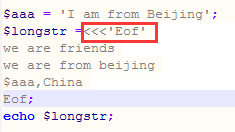 $aaa = 'I am from Beijing';
$longstr =<<<'Eof'
we are friends
we are from beijing
$aaa,China
Eof;
echo $longstr;